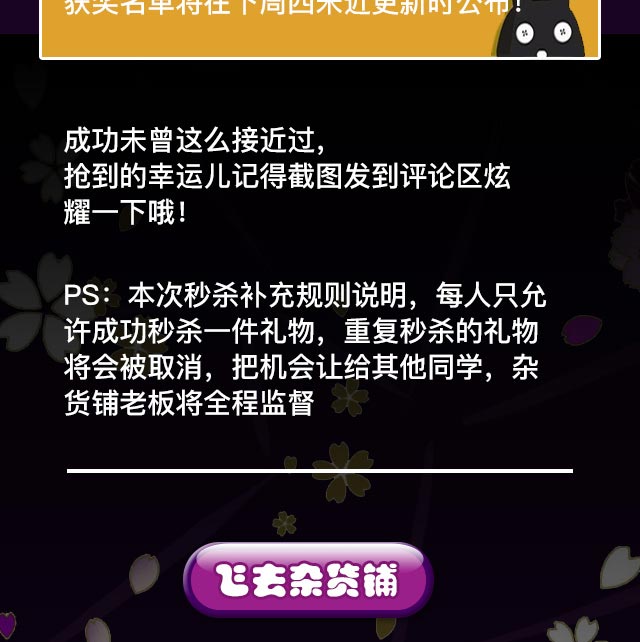 获奖名单将在下周四朱近更新时公布！
成功未曾这么接近过，
抢到的幸运儿记得截图发到评论区炫
耀一下哦！
PS：本次秒杀补充规则说明，每人只允
许成功秒杀一件礼物，重复秒杀的礼物
将会被取消，把机会让给其他同学，杂
货铺老板将全程监督
飞去杂货铺